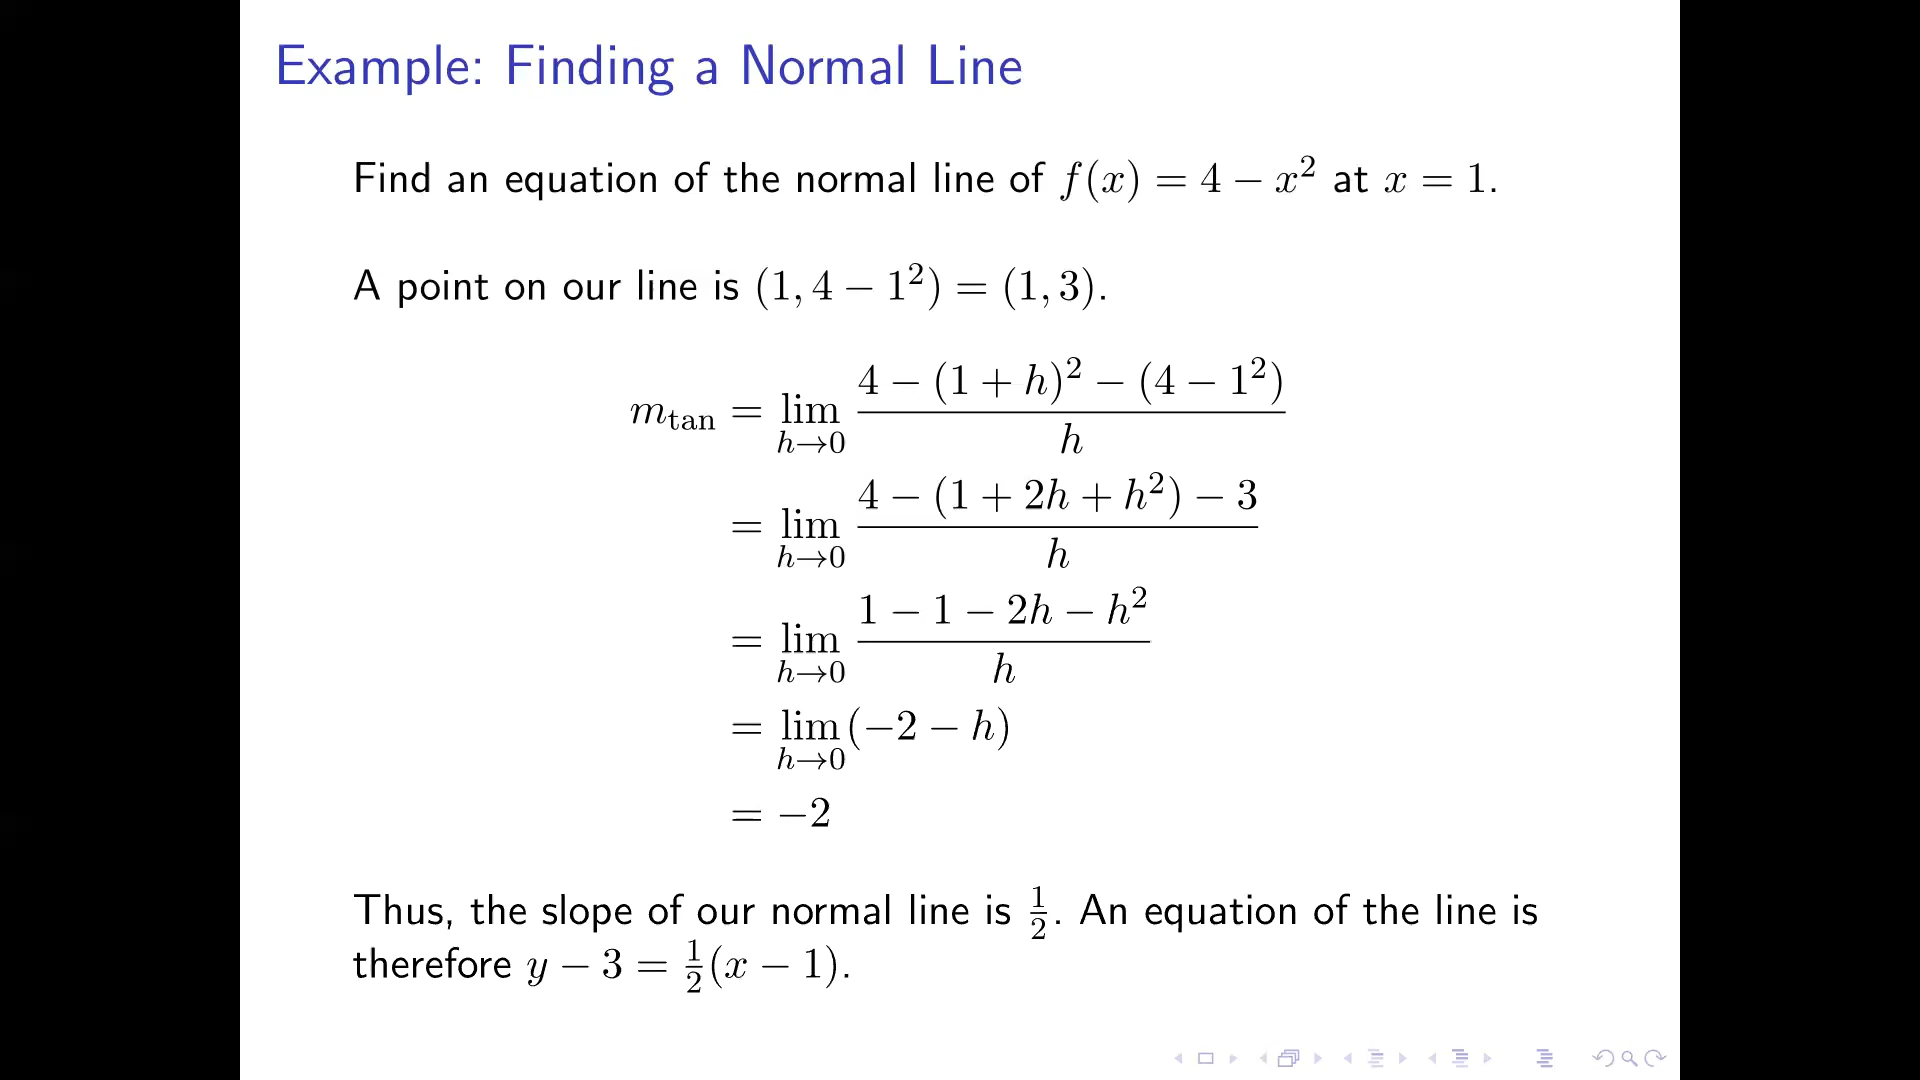 Example: Finding a Normal Line
Find an equation of the normal line of f(x) = 4 − x² at x = 1.
A point on our line is (1, 4 − 1²) = (1, 3).
m_tan = lim_{h→0} (4 − (1 + h)² − (4 − 1²)) / h
= lim_{h→0} (4 − (1 + 2h + h²) − 3) / h
= lim_{h→0} (1 − 1 − 2h − h²) / h
= lim_{h→0} (−2 − h)
= −2
Thus, the slope of our normal line is 1/2. An equation of the line is
therefore y − 3 = 1/2(x − 1).